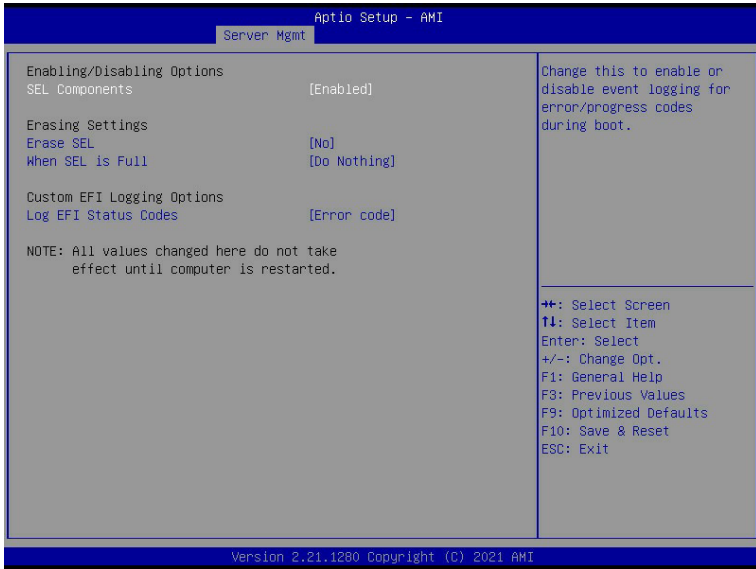 Aptio Setup – AMI
Server Mgmt
Enabling/Disabling Options
SEL Components [Enabled]
Erasing Settings
Erase SEL [No]
When SEL is Full [Do Nothing]
Custom EFI Logging Options
Log EFI Status Codes [Error code]
NOTE: All values changed here do not take
effect until computer is restarted.
Change this to enable or
disable event logging for
error/progress codes
during boot.
→←: Select Screen
↑↓: Select Item
Enter: Select
+/-: Change Opt.
F1: General Help
F3: Previous Values
F9: Optimized Defaults
F10: Save & Reset
ESC: Exit
Version 2.21.1280 Copyright (C) 2021 AMI